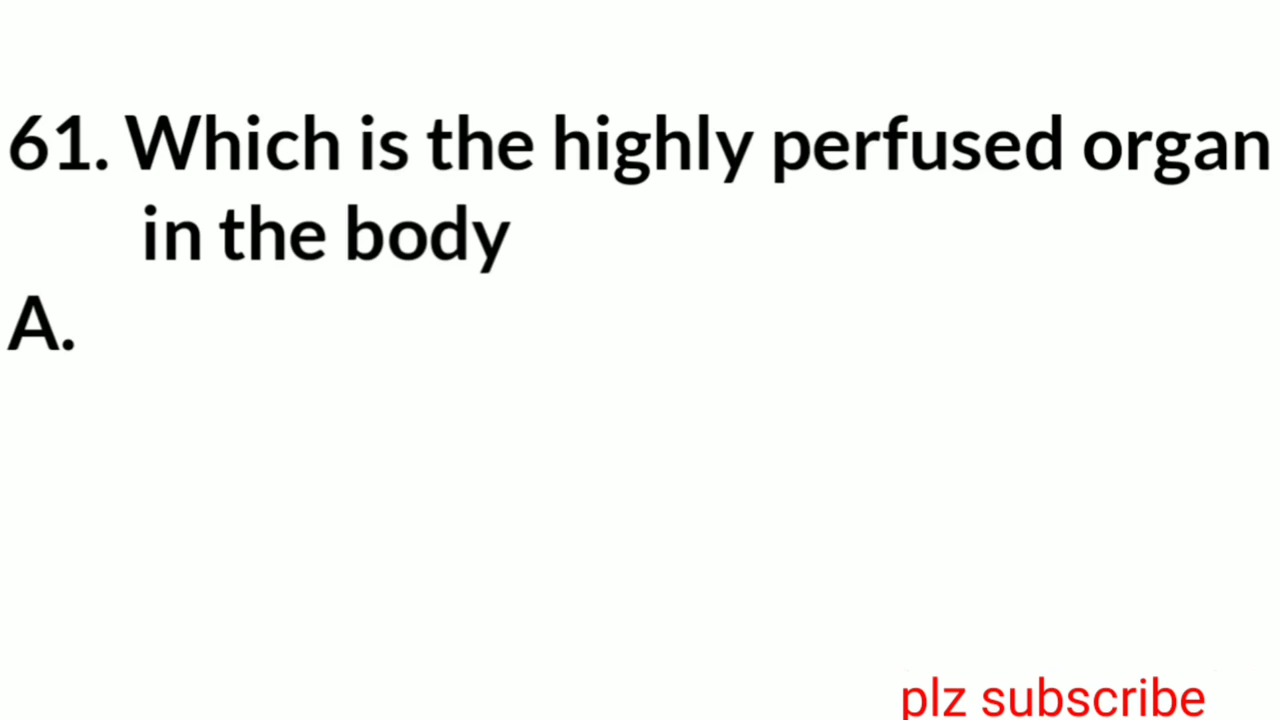 61. Which is the highly perfused organ
in the body
A.
plz subscribe